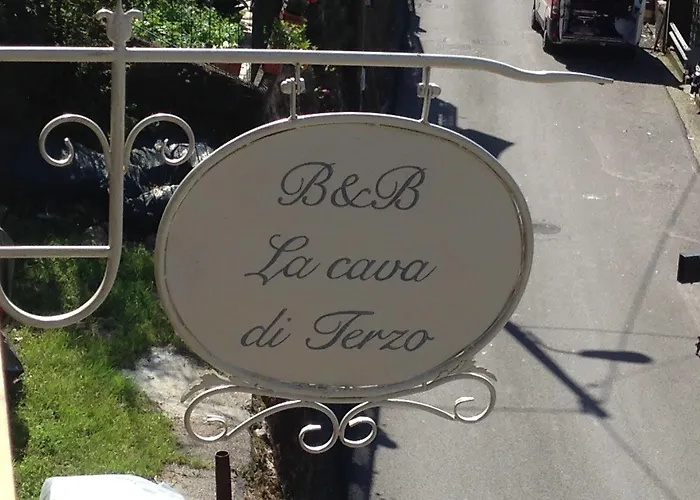 B&B
La cava
di Terzo